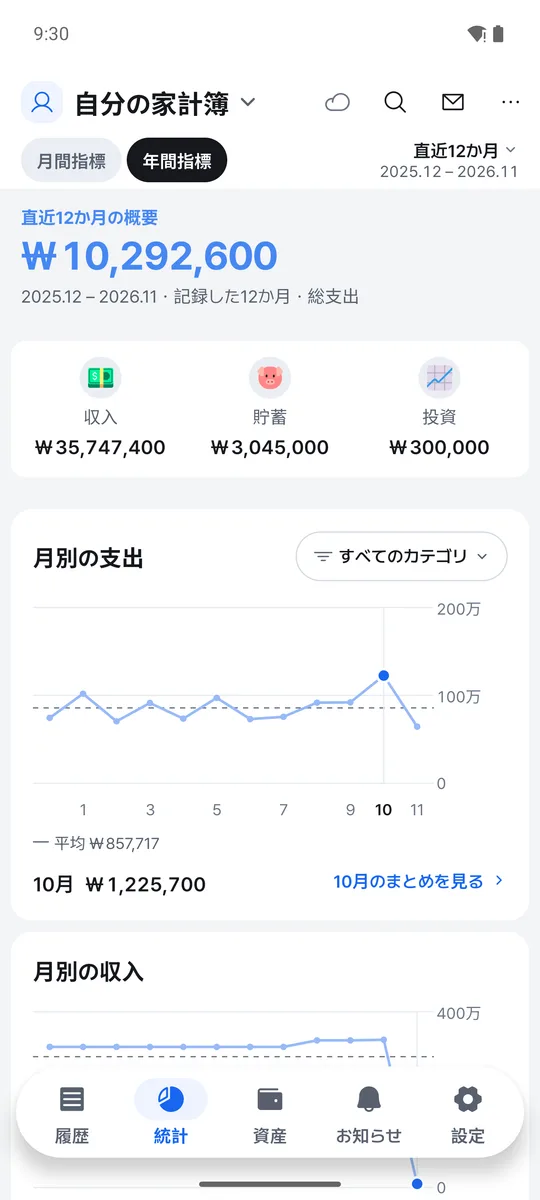 9:30
自分の家計簿
月間指標
年間指標
直近12か月
2025.12 – 2026.11
直近12か月の概要
₩10,292,600
2025.12 – 2026.11 · 記録した12か月 · 総支出
収入
貯蓄
投資
₩35,747,400
₩3,045,000
₩300,000
月別の支出
すべてのカテゴリ
200万
100万
0
1 3 5 7 9 10 11
平均 ₩857,717
10月 ₩1,225,700
10月のまとめを見る
月別の収入
400万
履歴
統計
資産
お知らせ
設定
0